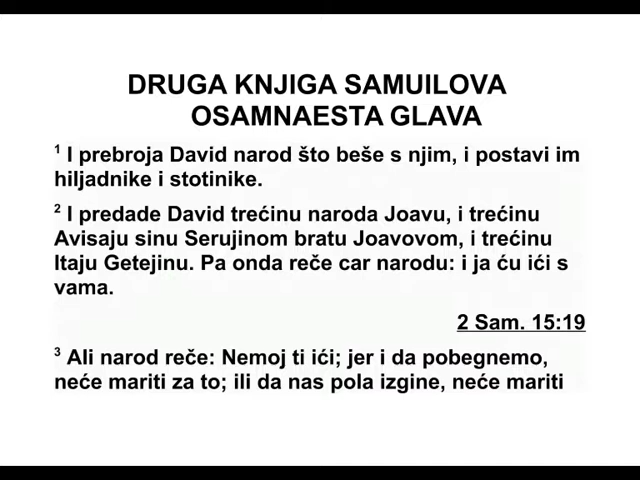 DRUGA KNJIGA SAMUILOVA
OSAMNAESTA GLAVA
1 I prebroja David narod što beše s njim, i postavi im
hiljadnike i stotinike.
2 I predade David trećinu naroda Joavu, i trećinu
Avisaju sinu Serujinom bratu Joavovom, i trećinu
Itaju Getejinu. Pa onda reče car narodu: i ja ću ići s
vama.
2 Sam. 15:19
3 Ali narod reče: Nemoj ti ići; jer i da pobegnemo,
neće mariti za to; ili da nas pola izgine, neće mariti